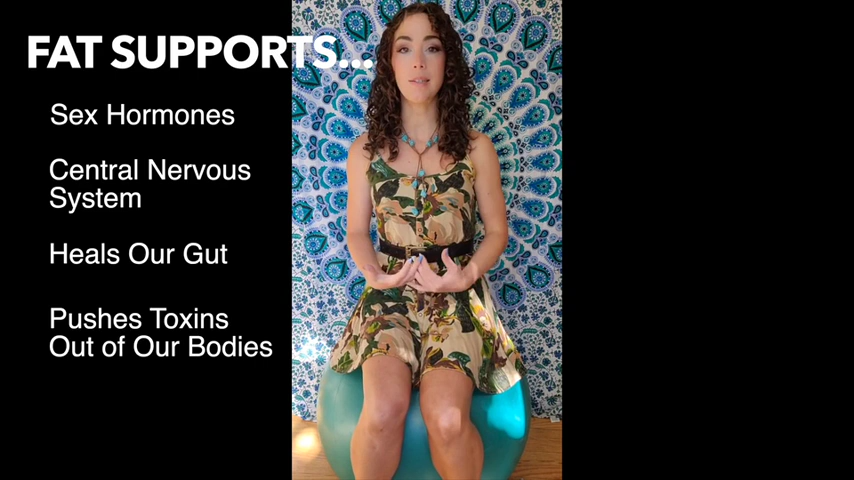 FAT SUPPORTS...
Sex Hormones
Central Nervous
System
Heals Our Gut
Pushes Toxins
Out of Our Bodies